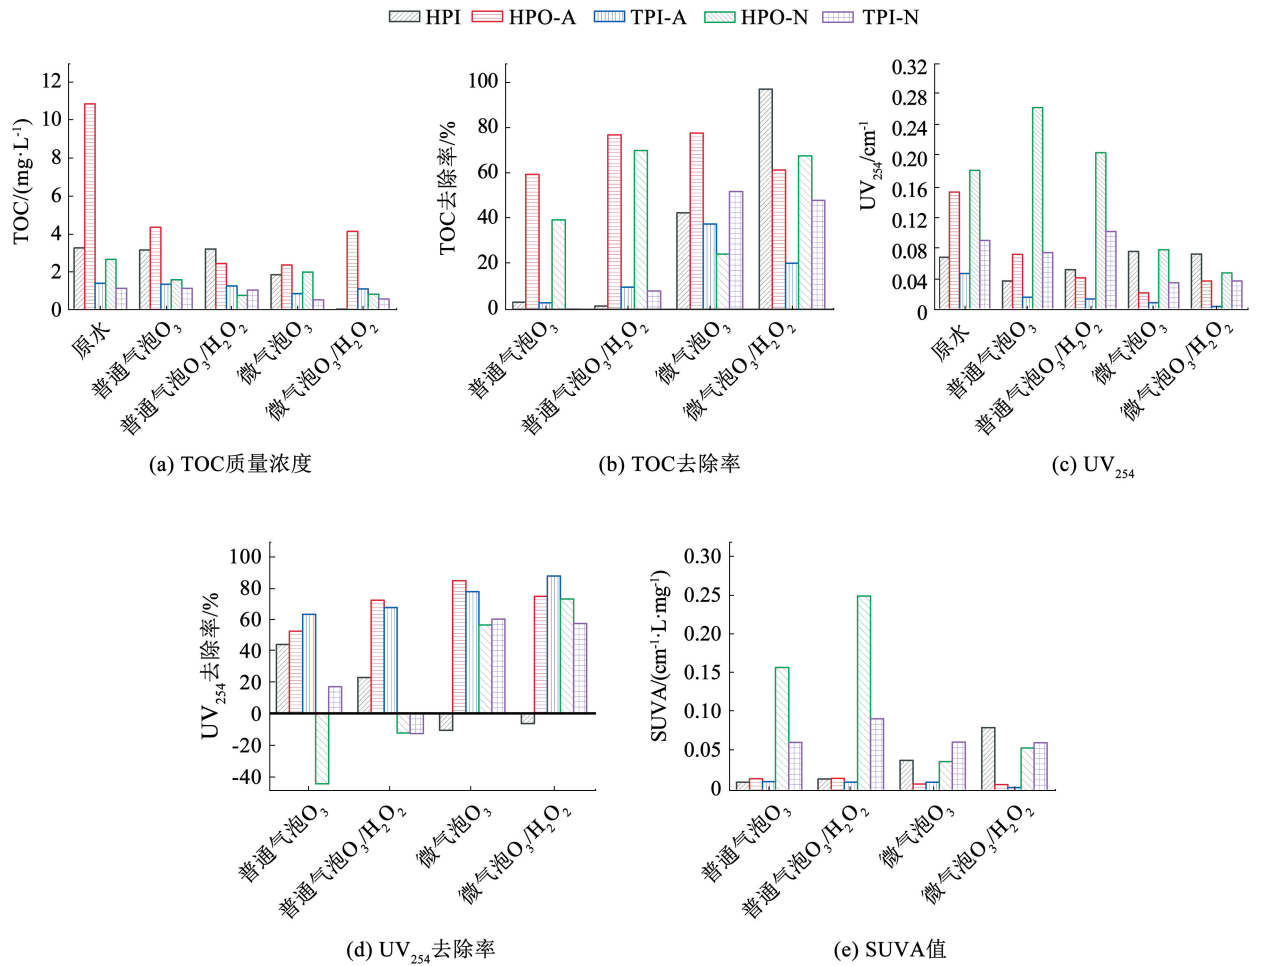 HPI HPO-A TPI-A HPO-N TPI-N
TOC/(mg·L⁻¹)
12
10
8
6
4
2
0
原水
普通气泡O₃
普通气泡O₃/H₂O₂
微气泡O₃
微气泡O₃/H₂O₂
(a) TOC质量浓度
TOC去除率/%
100
80
60
40
20
0
普通气泡O₃
普通气泡O₃/H₂O₂
微气泡O₃
微气泡O₃/H₂O₂
(b) TOC去除率
UV₂₅₄/cm⁻¹
0.32
0.28
0.24
0.20
0.16
0.12
0.08
0.04
0
原水
普通气泡O₃
普通气泡O₃/H₂O₂
微气泡O₃
微气泡O₃/H₂O₂
(c) UV₂₅₄
UV₂₅₄去除率/%
100
80
60
40
20
0
-20
-40
普通气泡O₃
普通气泡O₃/H₂O₂
微气泡O₃
微气泡O₃/H₂O₂
(d) UV₂₅₄去除率
SUVA/(cm⁻¹·L·mg⁻¹)
0.30
0.25
0.20
0.15
0.10
0.05
0
普通气泡O₃
普通气泡O₃/H₂O₂
微气泡O₃
微气泡O₃/H₂O₂
(e) SUVA值